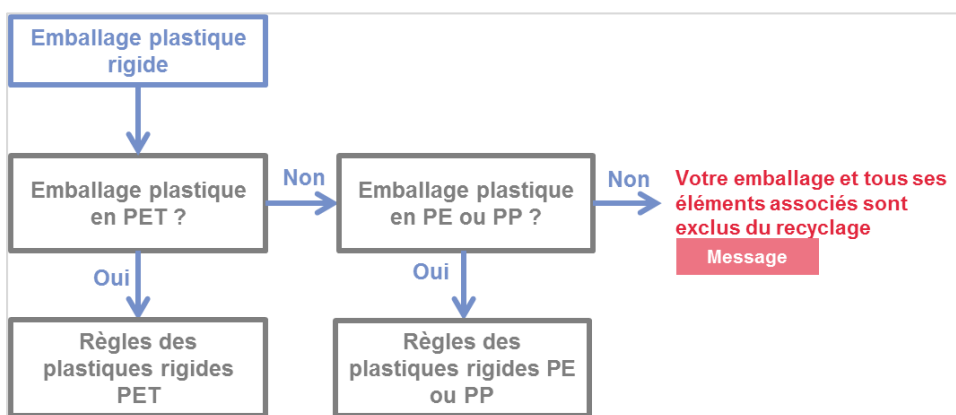 Emballage plastique
rigide
Emballage plastique
en PET ?
Non
Emballage plastique
en PE ou PP ?
Non
Votre emballage et tous ses
éléments associés sont
exclus du recyclage
Message
Oui
Oui
Règles des
plastiques rigides
PET
Règles des
plastiques rigides PE
ou PP